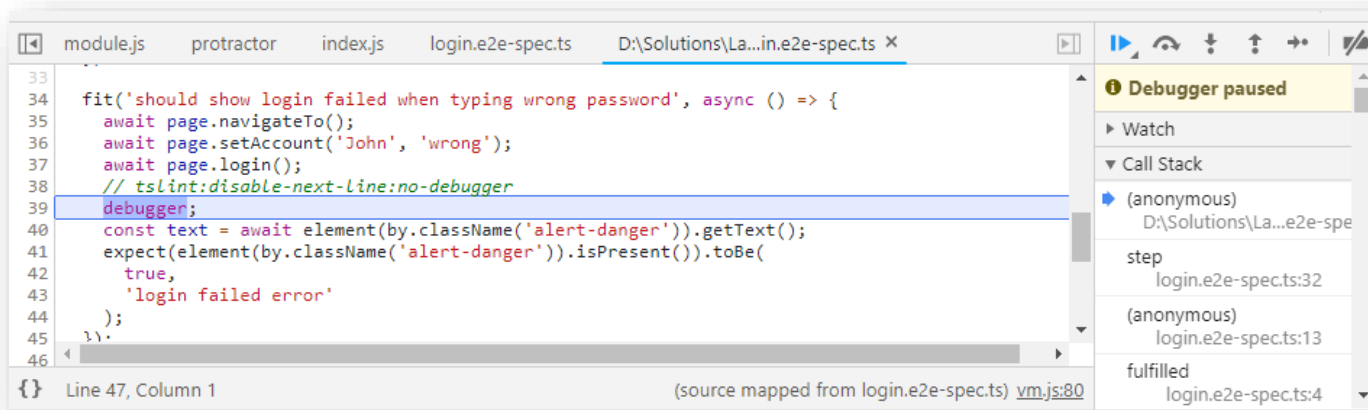 module.js protractor index.js login.e2e-spec.ts D:\Solutions\La...in.e2e-spec.ts ×
33
34 fit('should show login failed when typing wrong password', async () => {
35 await page.navigateTo();
36 await page.setAccount('John', 'wrong');
37 await page.login();
38 // tslint:disable-next-line:no-debugger
39 debugger;
40 const text = await element(by.className('alert-danger')).getText();
41 expect(element(by.className('alert-danger')).isPresent()).toBe(
42 true,
43 'login failed error'
44 );
45 });
46
{} Line 47, Column 1 (source mapped from login.e2e-spec.ts) vm.js:80
Debugger paused
Watch
Call Stack
(anonymous)
D:\Solutions\La...e2e-spe
step
login.e2e-spec.ts:32
(anonymous)
login.e2e-spec.ts:13
fulfilled
login.e2e-spec.ts:4